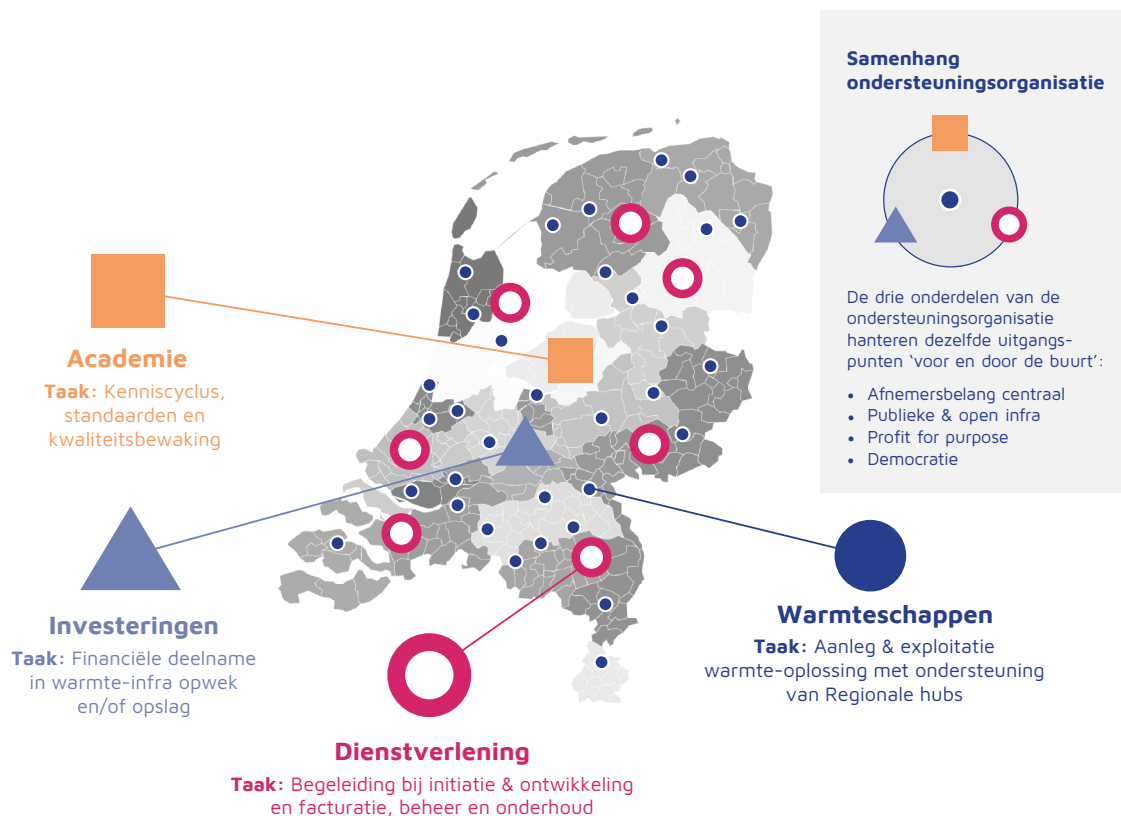 Samenhang
ondersteuningsorganisatie
De drie onderdelen van de
ondersteuningsorganisatie
hanteren dezelfde uitgangs-
punten ‘voor en door de buurt’:
• Afnemersbelang centraal
• Publieke & open infra
• Profit for purpose
• Democratie
Academie
Taak: Kenniscyclus,
standaarden en
kwaliteitsbewaking
Investeringen
Taak: Financiële deelname
in warmte-infra opwek
en/of opslag
Warmteschappen
Taak: Aanleg & exploitatie
warmte-oplossing met ondersteuning
van Regionale hubs
Dienstverlening
Taak: Begeleiding bij initiatie & ontwikkeling
en facturatie, beheer en onderhoud